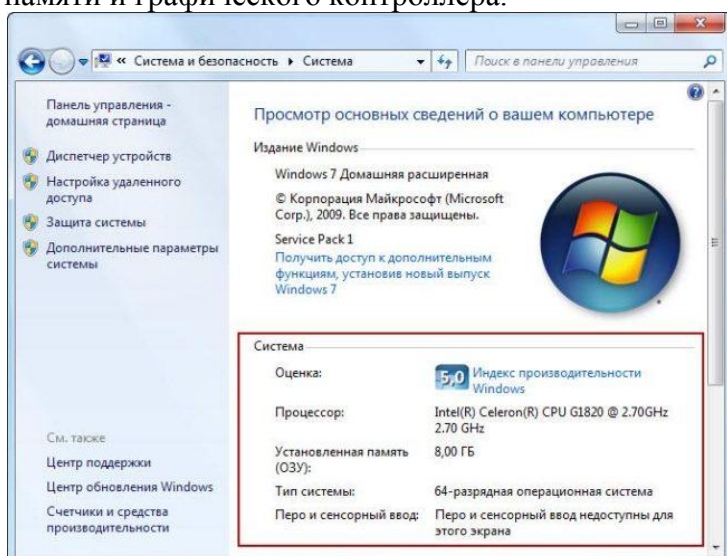 памяти и графического контроллера.
« Система и безопасность ▸ Система
Поиск в панели управления
Панель управления -
домашняя страница
Диспетчер устройств
Настройка удаленного
доступа
Защита системы
Дополнительные параметры
системы
См. также
Центр поддержки
Центр обновления Windows
Счетчики и средства
производительности
Просмотр основных сведений о вашем компьютере
Издание Windows
Windows 7 Домашняя расширенная
© Корпорация Майкрософт (Microsoft
Corp.), 2009. Все права защищены.
Service Pack 1
Получить доступ к дополнительным
функциям, установив новый выпуск
Windows 7
Система
Оценка: 5,0 Индекс производительности
Windows
Процессор: Intel(R) Celeron(R) CPU G1820 @ 2.70GHz
2.70 GHz
Установленная память 8,00 ГБ
(ОЗУ):
Тип системы: 64-разрядная операционная система
Перо и сенсорный ввод: Перо и сенсорный ввод недоступны для
этого экрана